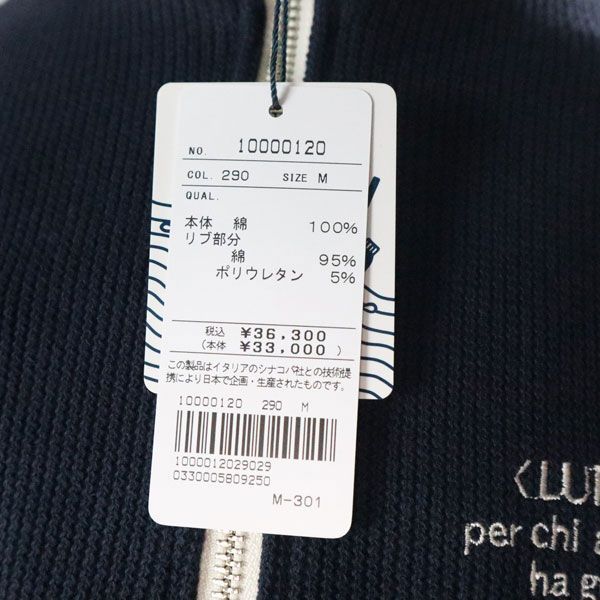 NO. 10000120
COL. 290 SIZE M
QUAL.
本体 綿 100%
リブ部分
綿 95%
ポリウレタン 5%
税込 ¥36,300
(本体 ¥33,000 )
この製品はイタリアのシナコバ社との技術提
携により日本で企画・生産されたものです。
10000120 290 M
1000012029029
0330005809250
M-301
per chi
ha